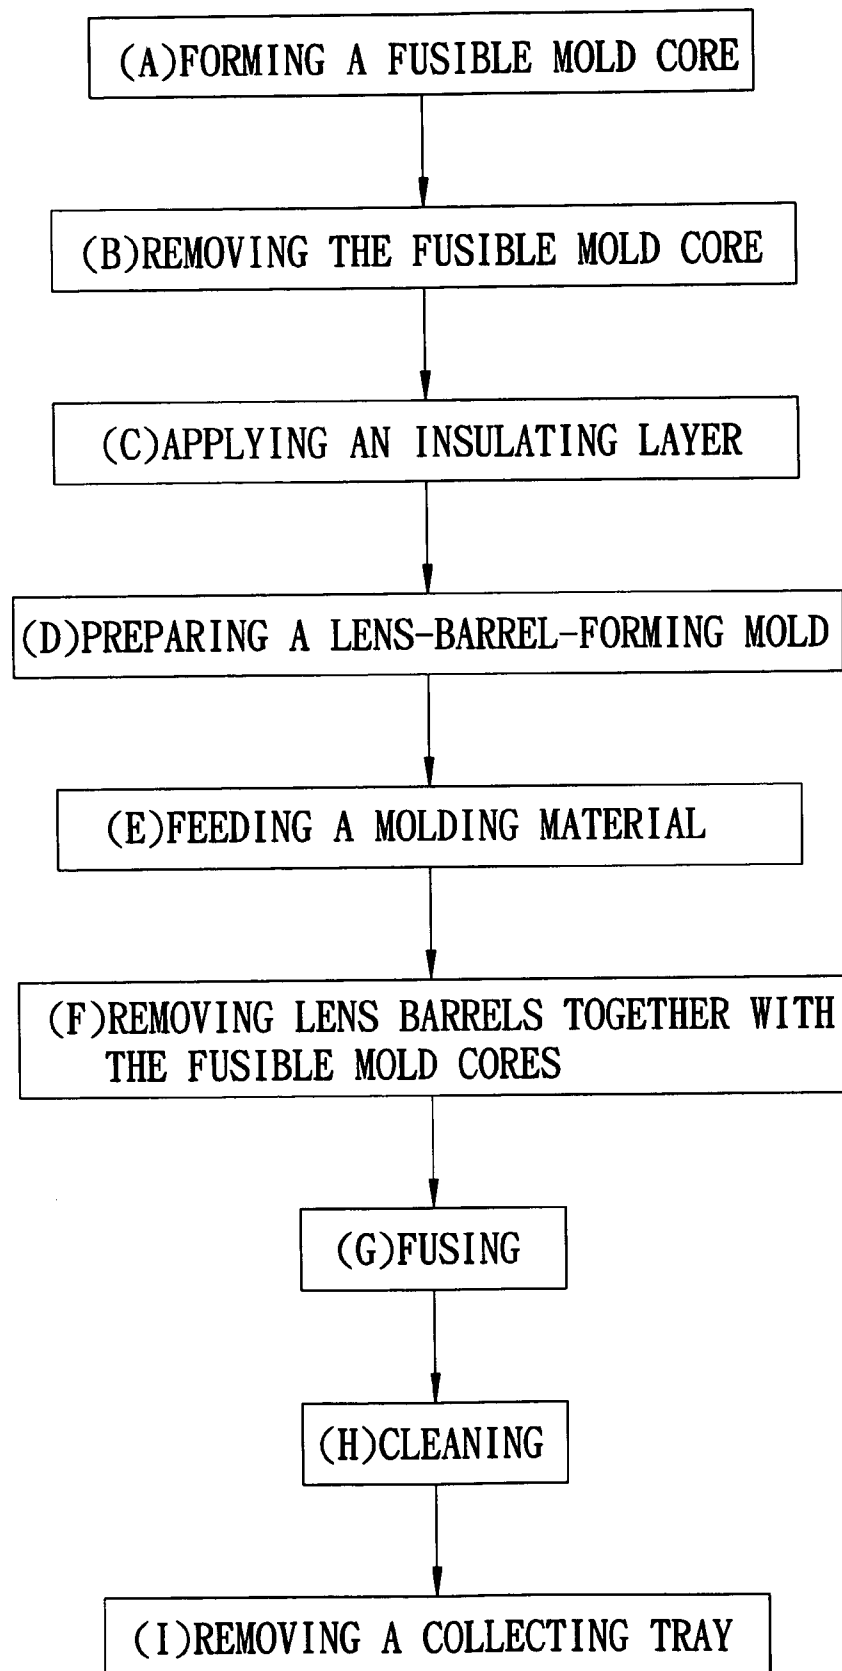 (A)FORMING A FUSIBLE MOLD CORE
(B)REMOVING THE FUSIBLE MOLD CORE
(C)APPLYING AN INSULATING LAYER
(D)PREPARING A LENS-BARREL-FORMING MOLD
(E)FEEDING A MOLDING MATERIAL
(F)REMOVING LENS BARRELS TOGETHER WITH
THE FUSIBLE MOLD CORES
(G)FUSING
(H)CLEANING
(I)REMOVING A COLLECTING TRAY